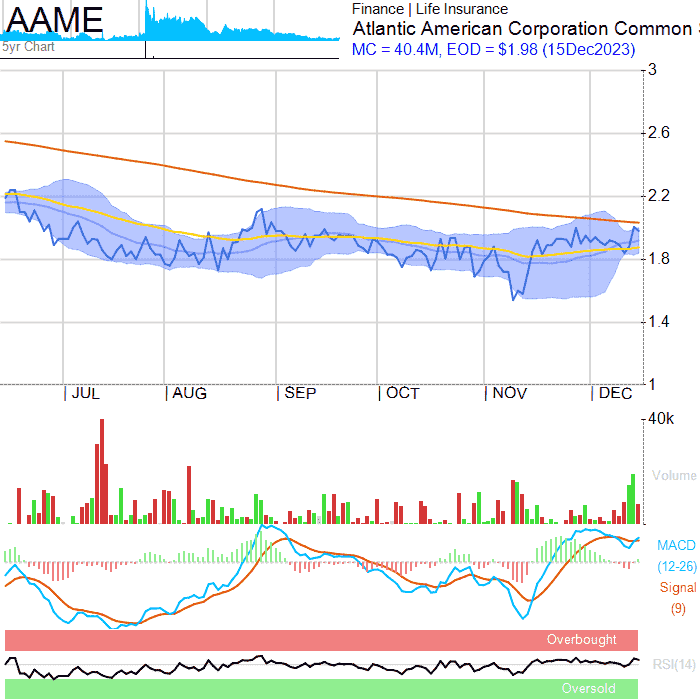 AAME
5yr Chart
Finance | Life Insurance
Atlantic American Corporation Common
MC = 40.4M, EOD = $1.98 (15Dec2023)
3
2.6
2.2
1.8
1.4
1
JUL AUG SEP OCT NOV DEC
40k
Volume
MACD
(12-26)
Signal
(9)
Overbought
RSI(14)
Oversold